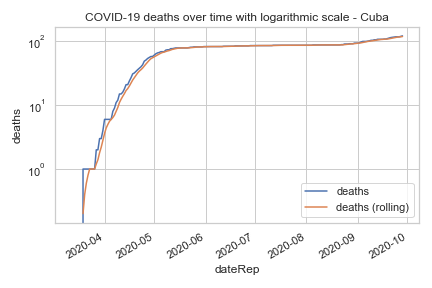 COVID-19 deaths over time with logarithmic scale - Cuba
10²
10¹
10⁰
deaths
deaths
deaths (rolling)
2020-04
2020-05
2020-06
2020-07
2020-08
2020-09
2020-10
dateRep